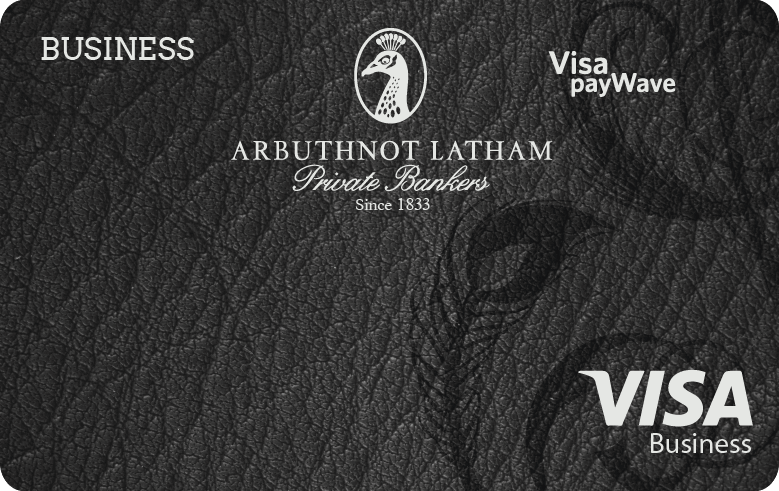 BUSINESS
Visa
payWave
ARBUTHNOT LATHAM
Private Bankers
Since 1833
VISA
Business